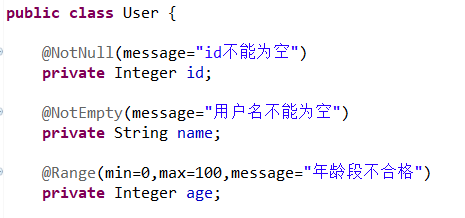 public class User {
@NotNull(message="id不能为空")
private Integer id;
@NotEmpty(message="用户名不能为空")
private String name;
@Range(min=0,max=100,message="年龄段不合格")
private Integer age;